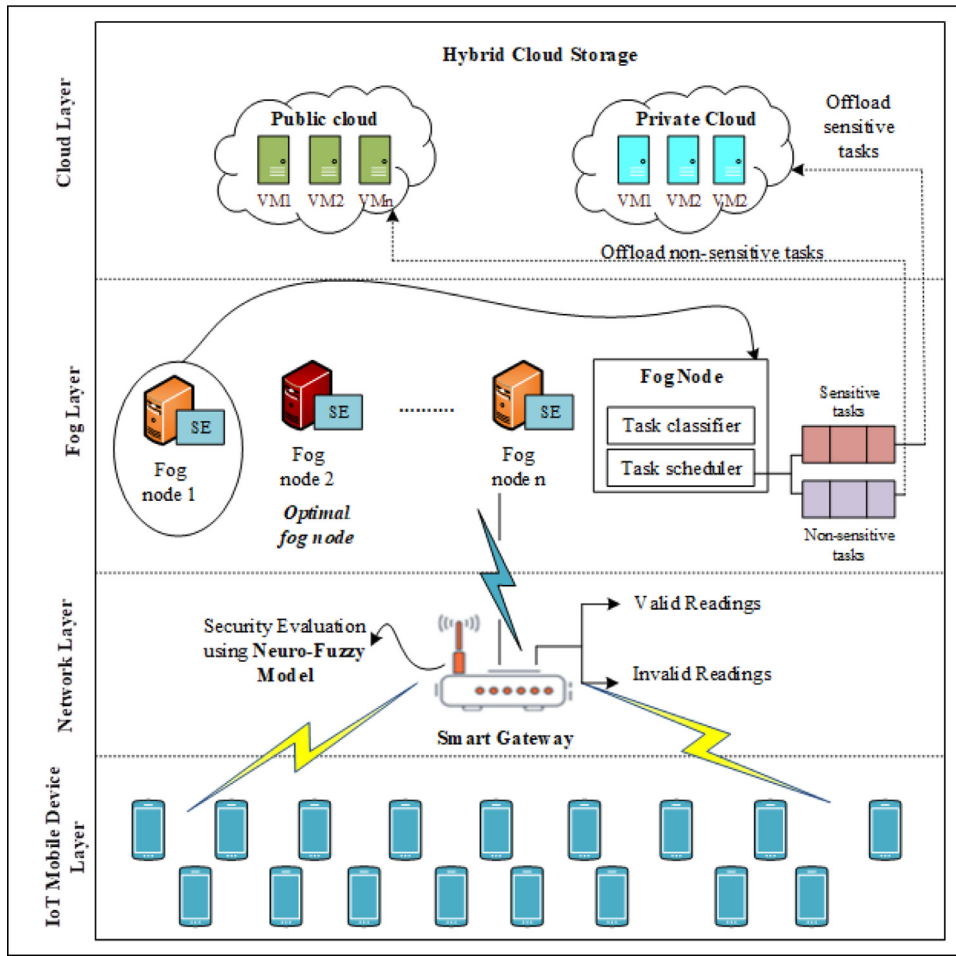 Cloud Layer
Hybrid Cloud Storage
Public cloud
VM1 VM2 VMn
Private Cloud
VM1 VM2 VM2
Offload
sensitive
tasks
Offload non-sensitive tasks
Fog Layer
SE
Fog
node 1
SE
Fog
node 2
Optimal
fog node
..........
SE
Fog
node n
Fog Node
Task classifier
Task scheduler
Sensitive
tasks
Non-sensitive
tasks
Network Layer
Security Evaluation
using Neuro-Fuzzy
Model
Valid Readings
Invalid Readings
Smart Gateway
IoT Mobile Device
Layer